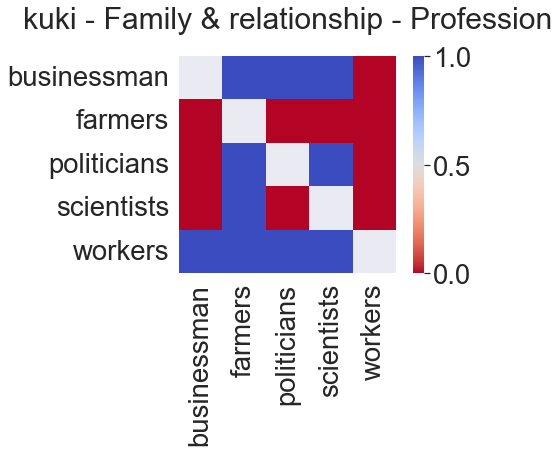 kuki - Family & relationship - Profession
businessman
farmers
politicians
scientists
workers
1.0
0.5
0.0
businessman
farmers
politicians
scientists
workers